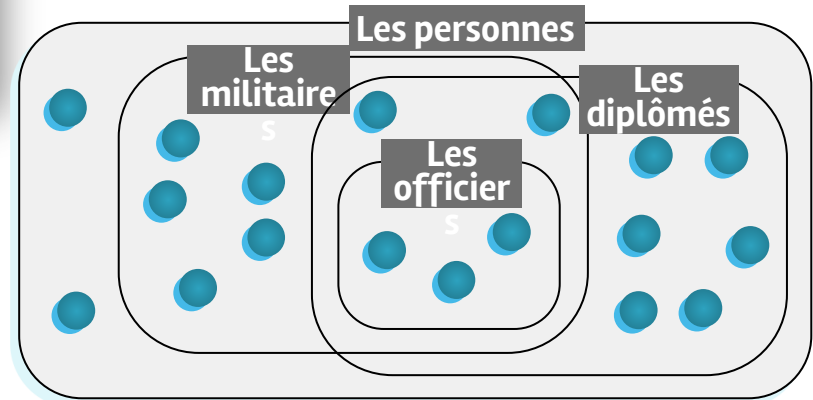 Les personnes
Les
militaire
s
Les
diplômés
Les
officier
s